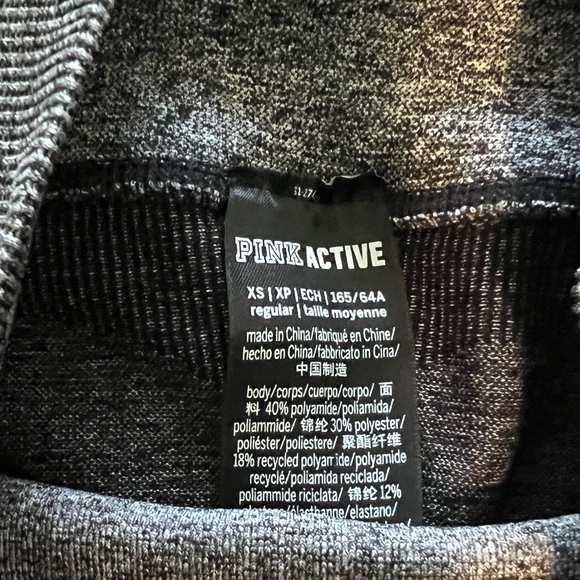 PINK ACTIVE
XS | XP | ECH | 165/64A
regular | taille moyenne
made in China/fabriqué en Chine/
hecho en China/fabbricato in Cina/
中国制造
body/corps/cuerpo/corpo/ 面
料 40% polyamide/poliamida/
poliammide/ 锦纶 30% polyester/
poliéster/poliestere/ 聚酯纤维
18% recycled polyamide/polyamide
recyclé/poliamida reciclada/
poliammide riciclata/ 锦纶 12%
elastane/élasthanne/elastano/